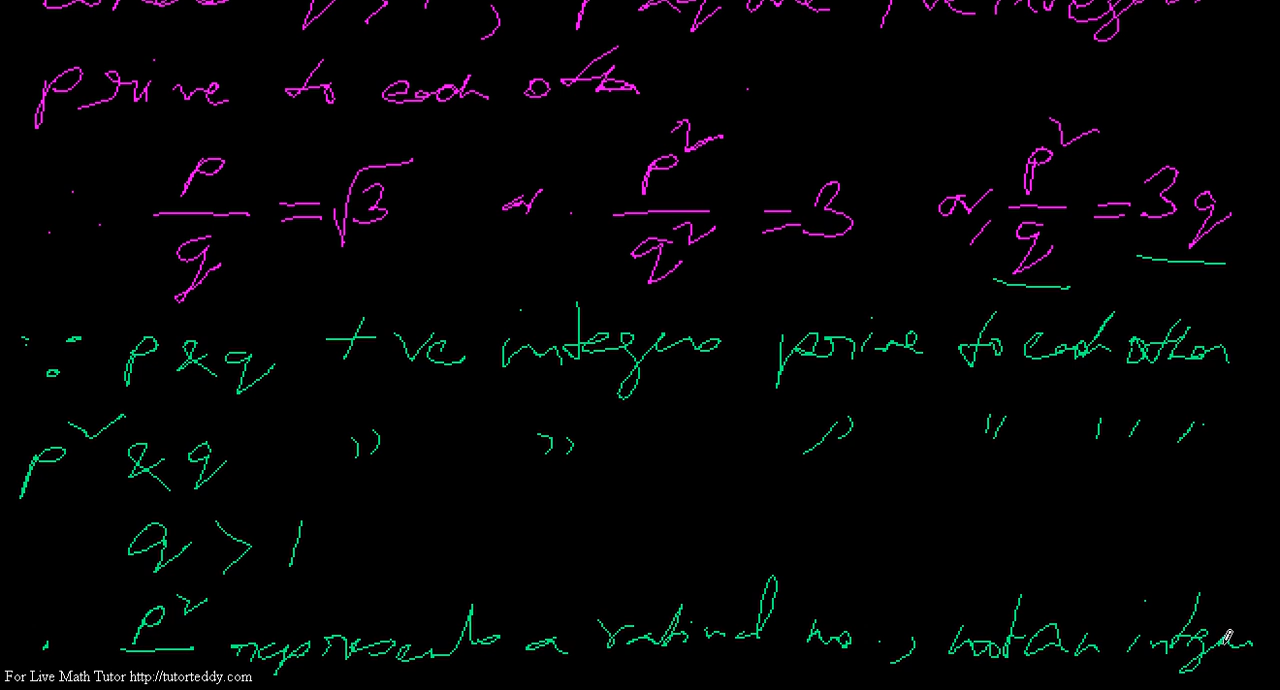 prime to each other
∴ p/q = √3 or p²/q² = 3 or, p²/q = 3q
∵ p & q +ve integers prime to each other
p² & q " " " " " " "
q > 1
∴ p² represents a rational no., not an integer
For Live Math Tutor http://tutorteddy.com